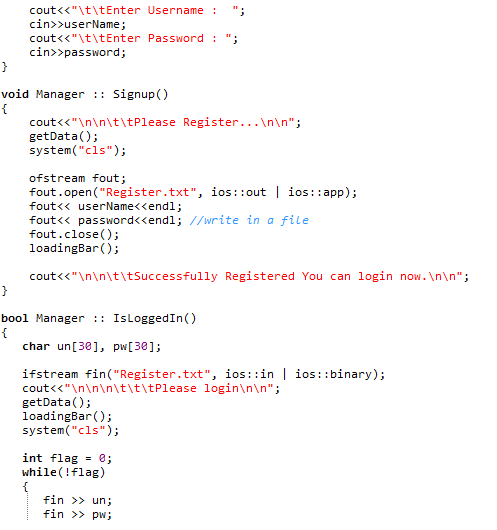 cout<<"\t\tEnter Username :  ";
    cin>>userName;
    cout<<"\t\tEnter Password : ";
    cin>>password;
}

void Manager :: Signup()
{
    cout<<"\n\n\t\tPlease Register...\n\n";
    getData();
    system("cls");

    ofstream fout;
    fout.open("Register.txt", ios::out | ios::app);
    fout<< userName<<endl;
    fout<< password<<endl; //write in a file
    fout.close();
    loadingBar();

    cout<<"\n\n\t\tSuccessfully Registered You can login now.\n\n";
}

bool Manager :: IsLoggedIn()
{
   char un[30], pw[30];

   ifstream fin("Register.txt", ios::in | ios::binary);
   cout<<"\n\n\n\t\t\tPlease login\n\n";
   getData();
   loadingBar();
   system("cls");

   int flag = 0;
   while(!flag)
   {
      fin >> un;
      fin >> pw;